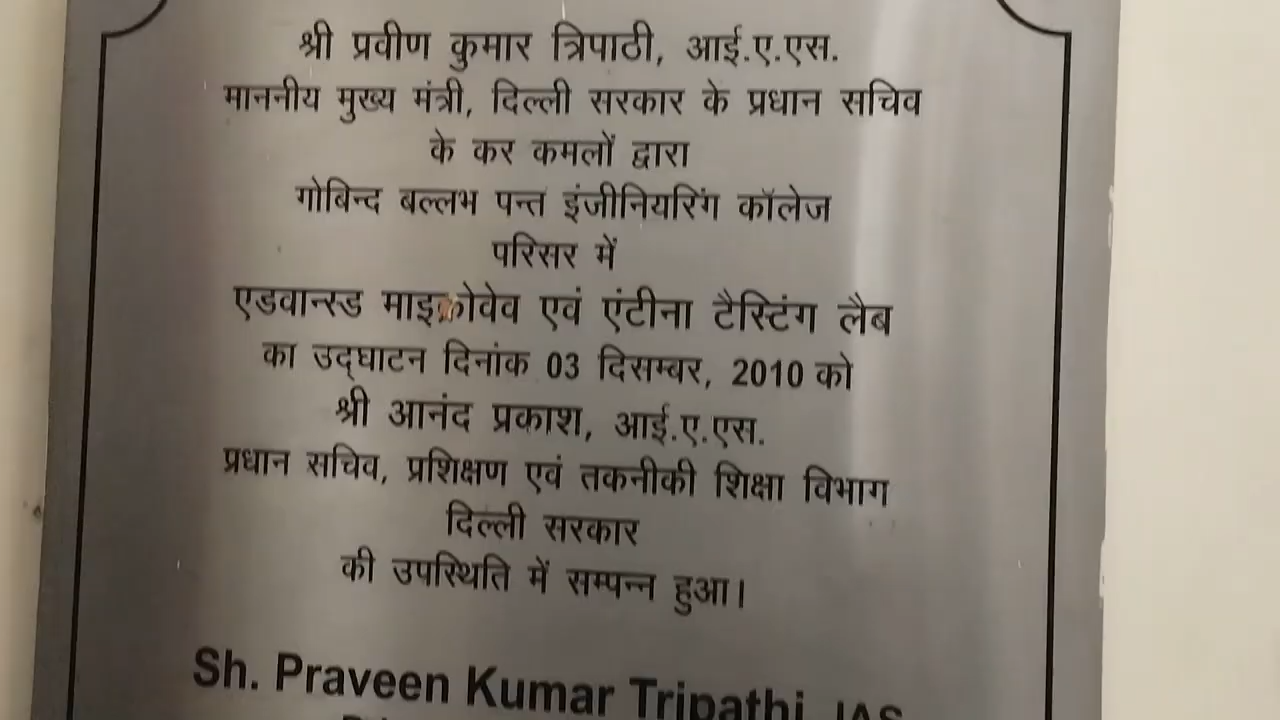 श्री प्रवीण कुमार त्रिपाठी, आई.ए.एस.
माननीय मुख्य मंत्री, दिल्ली सरकार के प्रधान सचिव
के कर कमलों द्वारा
गोबिन्द बल्लभ पन्त इंजीनियरिंग कॉलेज
परिसर में
एडवान्स्ड माइक्रोवेव एवं एंटीना टैस्टिंग लैब
का उद्घाटन दिनांक 03 दिसम्बर, 2010 को
श्री आनंद प्रकाश, आई.ए.एस.
प्रधान सचिव, प्रशिक्षण एवं तकनीकी शिक्षा विभाग
दिल्ली सरकार
की उपस्थिति में सम्पन्न हुआ।
Sh. Praveen Kumar Tripathi, IAS